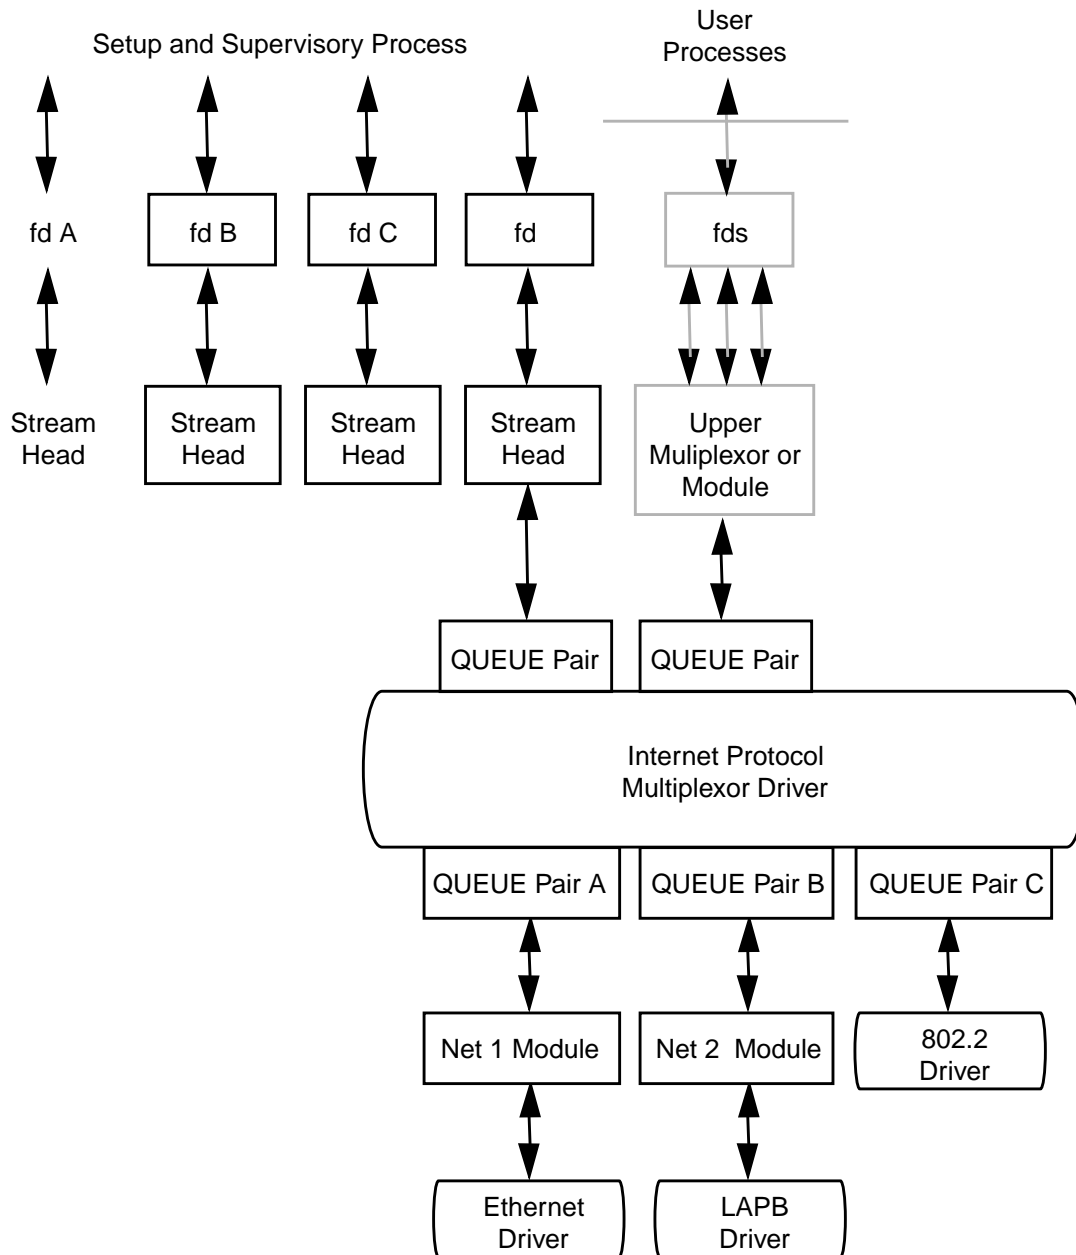 Setup and Supervisory Process
User
Processes
fd A
fd B
fd C
fd
fds
Stream
Head
Stream
Head
Stream
Head
Stream
Head
Upper
Muliplexor or
Module
QUEUE Pair
QUEUE Pair
Internet Protocol
Multiplexor Driver
QUEUE Pair A
QUEUE Pair B
QUEUE Pair C
Net 1 Module
Net 2  Module
802.2
Driver
Ethernet
Driver
LAPB
Driver